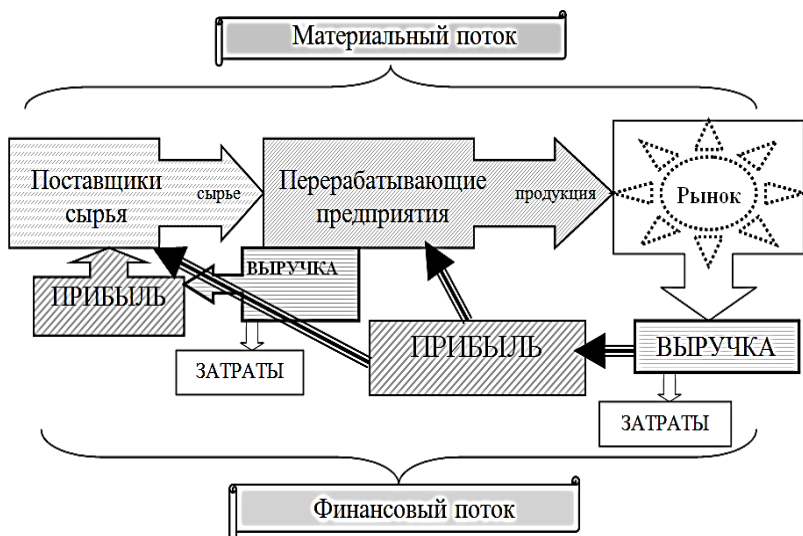 Материальный поток
Поставщики
сырья
сырье
Перерабатывающие
предприятия
продукция
Рынок
ПРИБЫЛЬ
ВЫРУЧКА
ЗАТРАТЫ
ПРИБЫЛЬ
ВЫРУЧКА
ЗАТРАТЫ
Финансовый поток